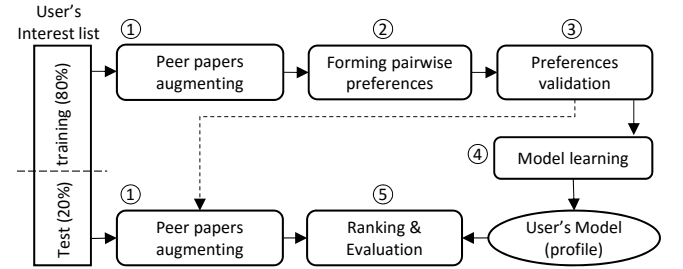 User's
Interest list
training (80%)
Test (20%)
①
Peer papers
augmenting
②
Forming pairwise
preferences
③
Preferences
validation
④
Model learning
①
Peer papers
augmenting
⑤
Ranking &
Evaluation
User's Model
(profile)